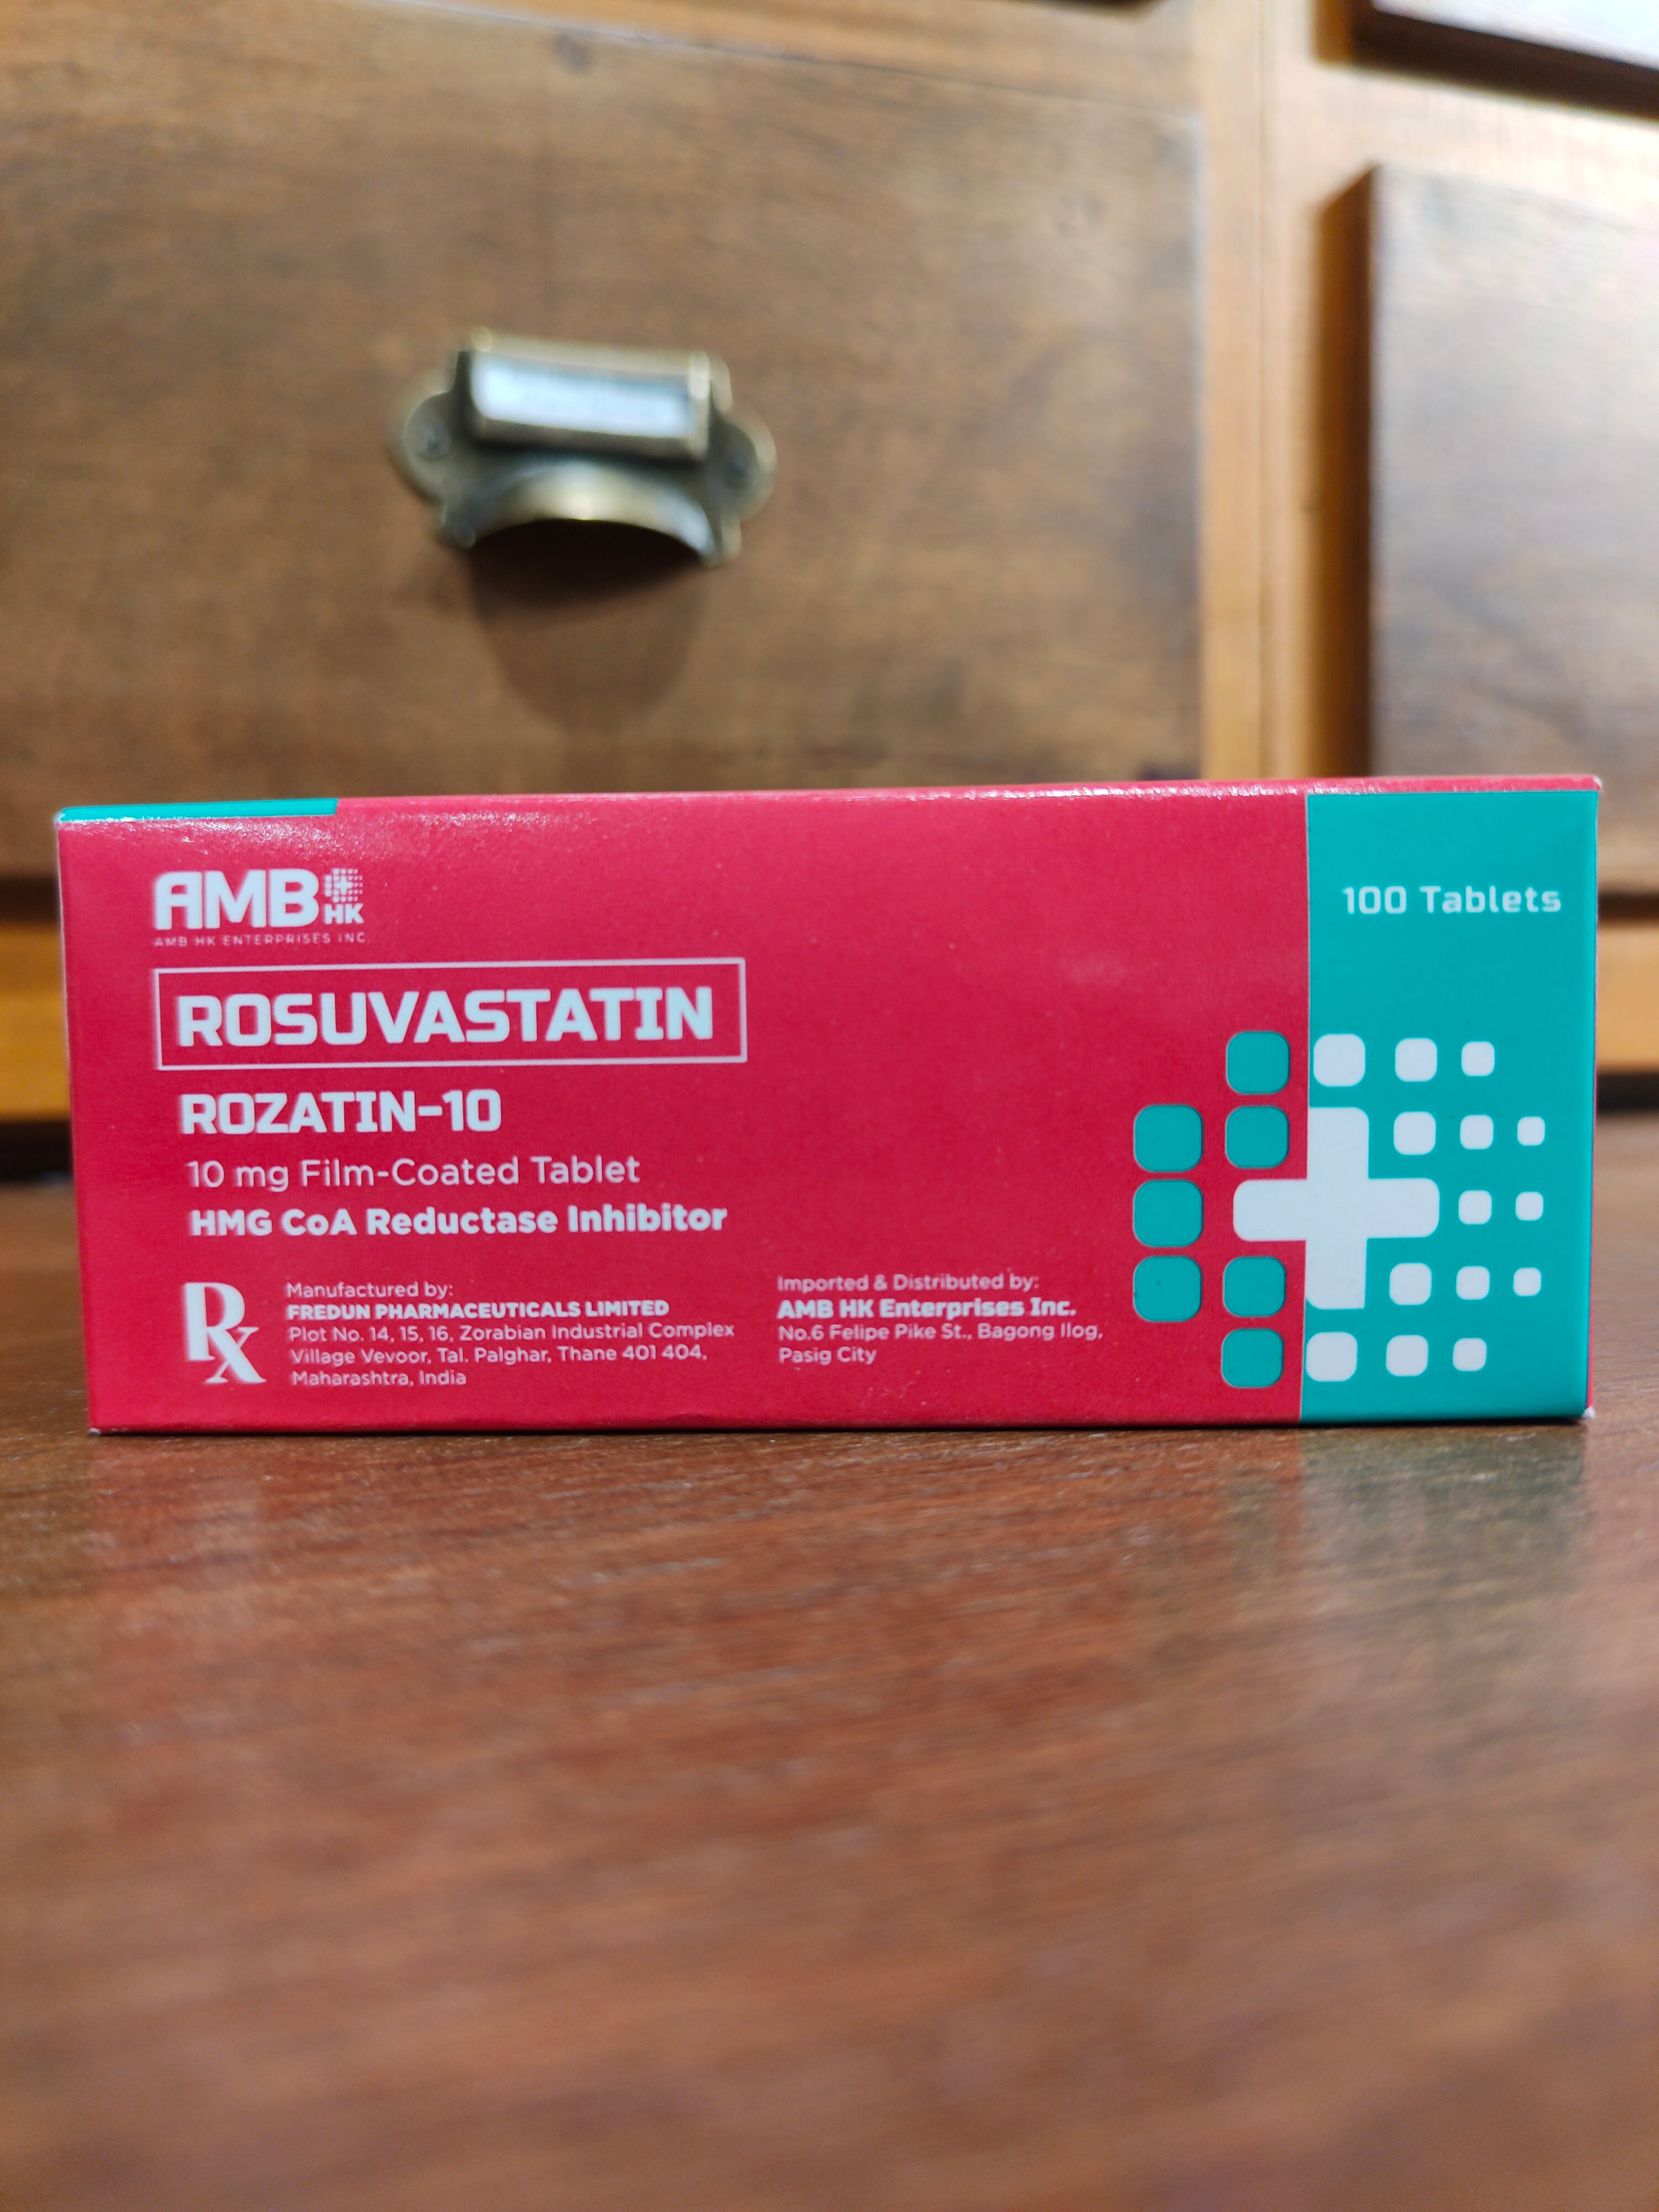 AMB HK
AMB HK ENTERPRISES INC.
ROSUVASTATIN
ROZATIN-10
10 mg Film-Coated Tablet
HMG CoA Reductase Inhibitor
Rx
Manufactured by:
FREDUN PHARMACEUTICALS LIMITED
Plot No. 14, 15, 16, Zorabian Industrial Complex
Village Vevoor, Tal. Palghar, Thane 401 404,
Maharashtra, India
Imported & Distributed by:
AMB HK Enterprises Inc.
No.6 Felipe Pike St., Bagong Ilog,
Pasig City
100 Tablets